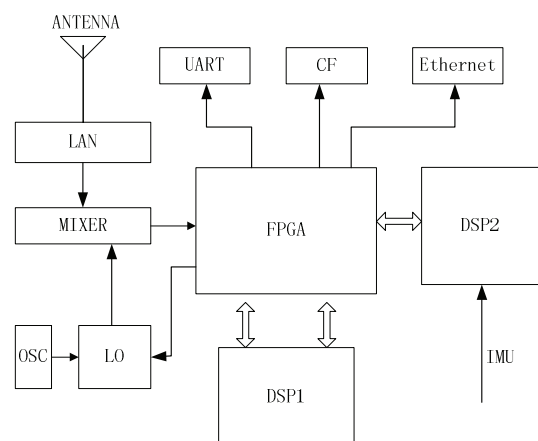 ANTENNA
UART
CF
Ethernet
LAN
MIXER
FPGA
DSP2
OSC
LO
IMU
DSP1